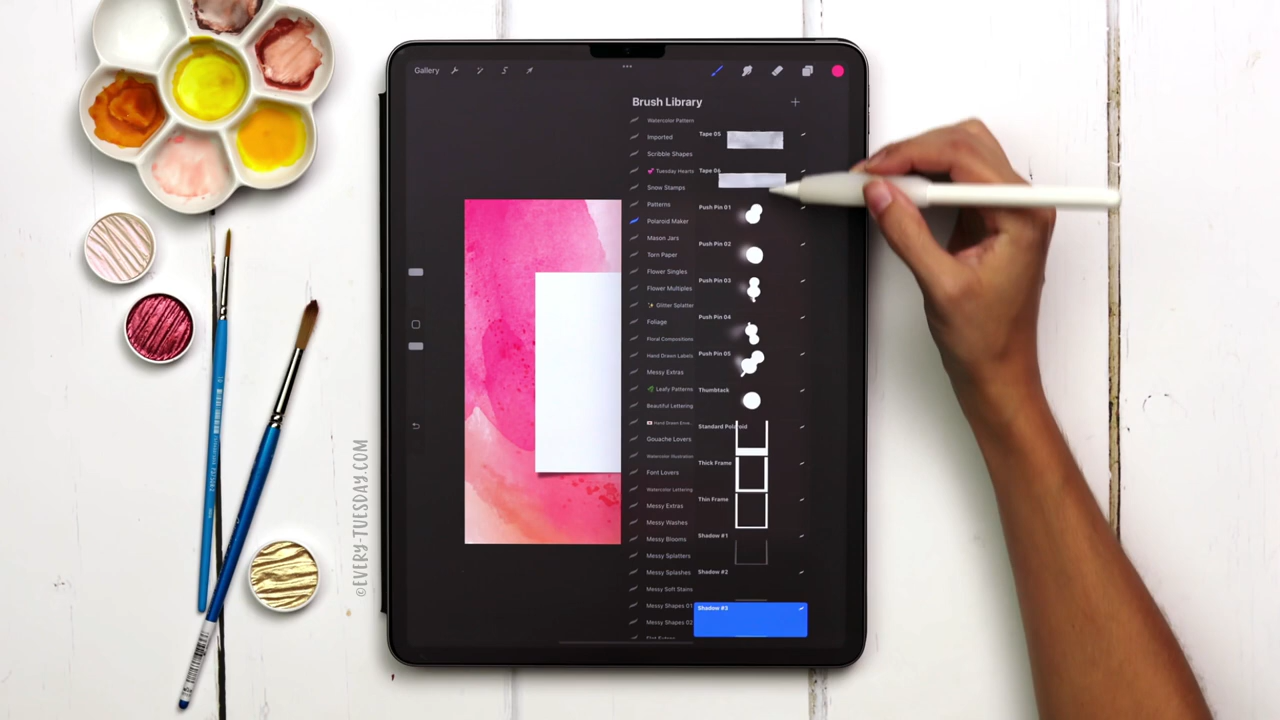 Gallery
Brush Library
Watercolor Pattern
Imported
Scribble Shapes
Tuesday Hearts
Snow Stamps
Patterns
Polaroid Maker
Mason Jars
Torn Paper
Flower Singles
Flower Multiples
Glitter Splatter
Foliage
Floral Compositions
Hand Drawn Labels
Messy Extras
Leafy Patterns
Beautiful Lettering
Hand Drawn Enve...
Gouache Lovers
Watercolor Illustration
Font Lovers
Watercolor Lettering
Messy Extras
Messy Washes
Messy Blooms
Messy Splatters
Messy Splashes
Messy Soft Stains
Messy Shapes 01
Messy Shapes 02
Tape 05
Tape 06
Push Pin 01
Push Pin 02
Push Pin 03
Push Pin 04
Push Pin 05
Thumbtack
Standard Polaroid
Thick Frame
Thin Frame
Shadow #1
Shadow #2
Shadow #3
©EVERY-TUESDAY.COM